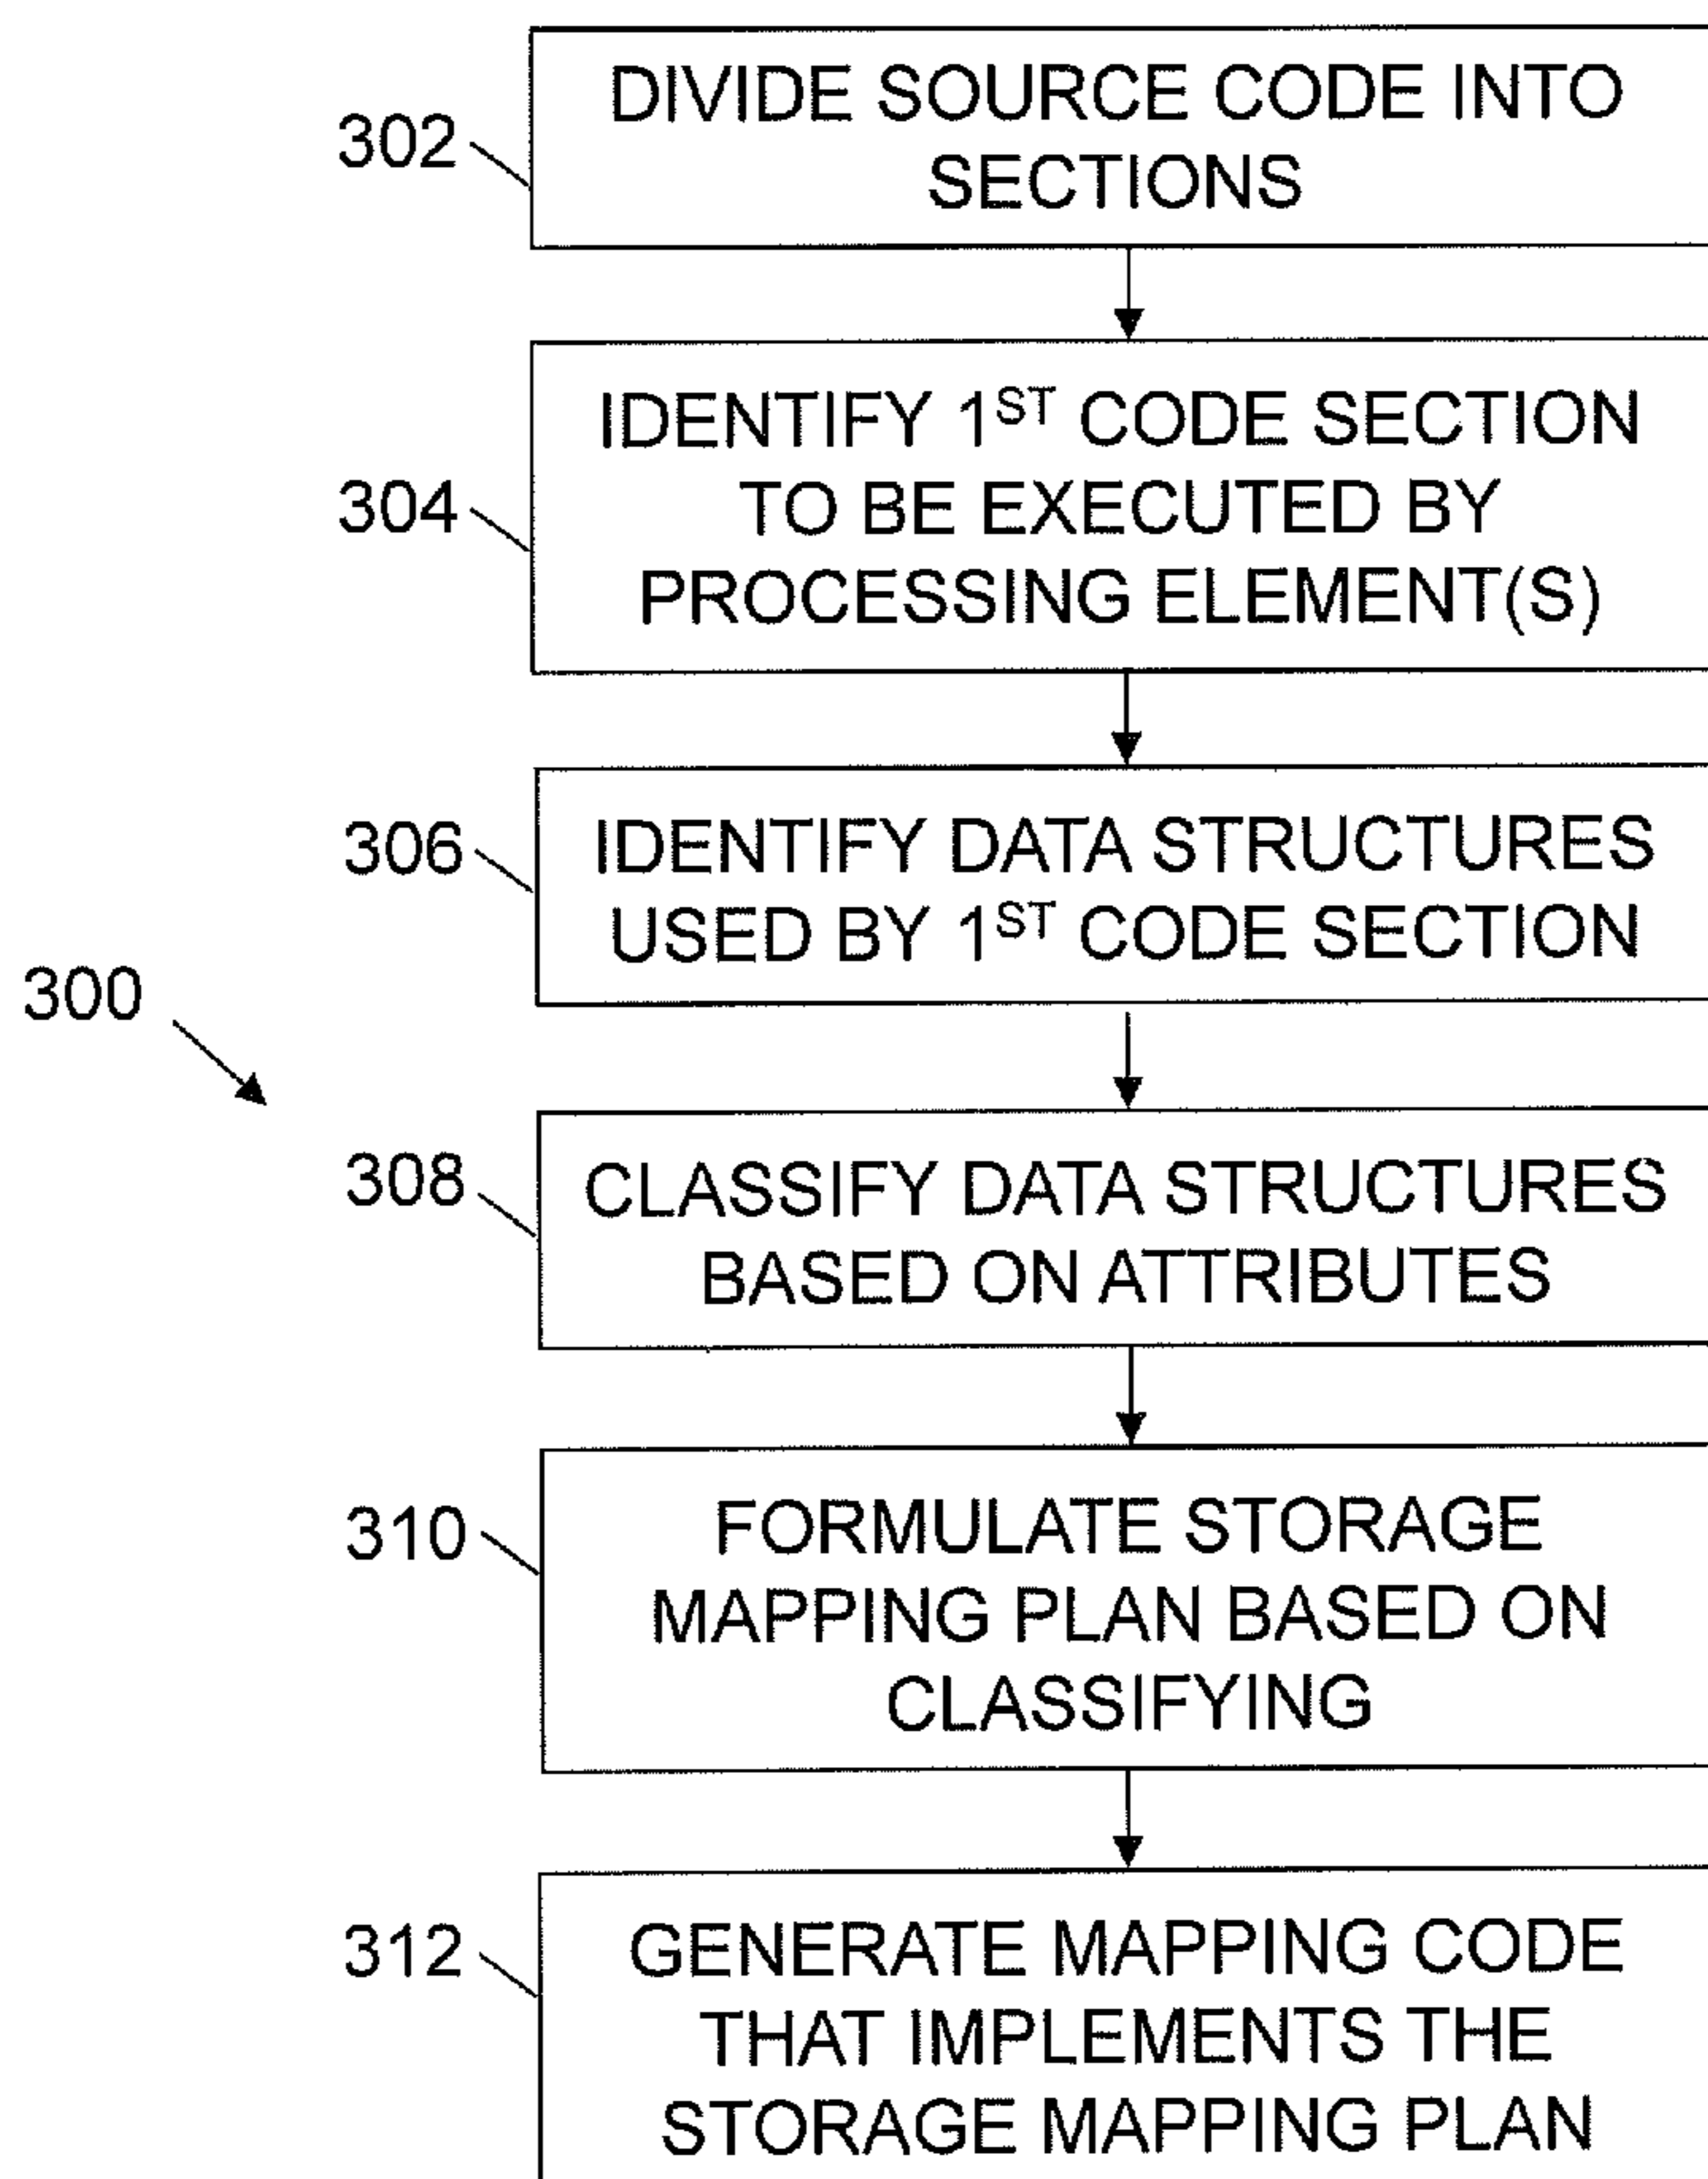 302
DIVIDE SOURCE CODE INTO
SECTIONS
304
IDENTIFY 1ST CODE SECTION
TO BE EXECUTED BY
PROCESSING ELEMENT(S)
306
IDENTIFY DATA STRUCTURES
USED BY 1ST CODE SECTION
300
308
CLASSIFY DATA STRUCTURES
BASED ON ATTRIBUTES
310
FORMULATE STORAGE
MAPPING PLAN BASED ON
CLASSIFYING
312
GENERATE MAPPING CODE
THAT IMPLEMENTS THE
STORAGE MAPPING PLAN